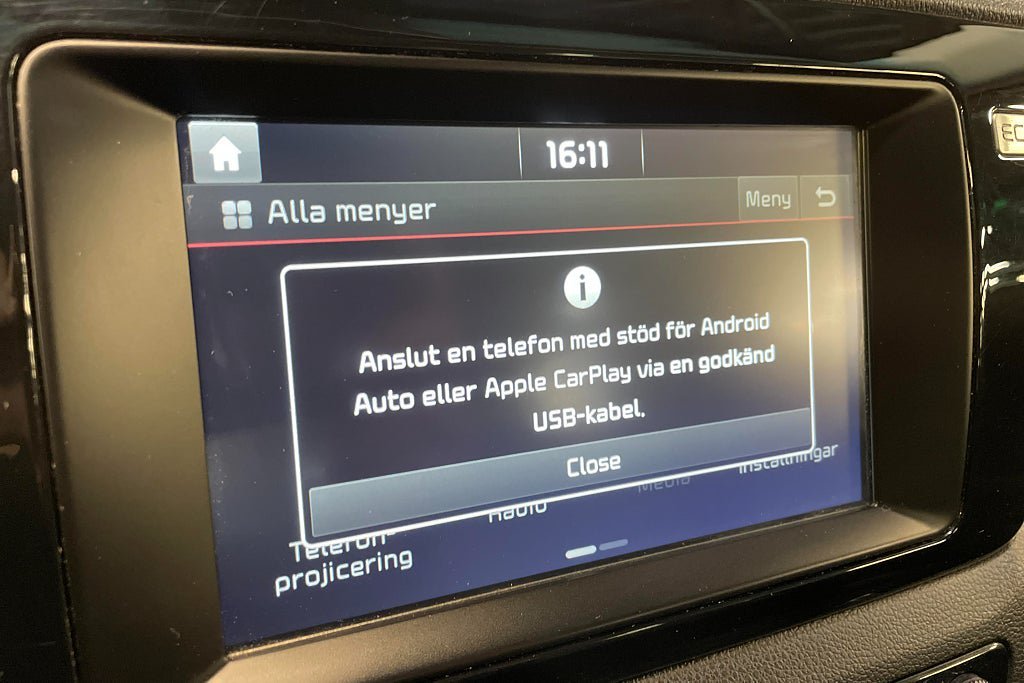 16:11
Alla menyer
Meny
Anslut en telefon med stöd för Android
Auto eller Apple CarPlay via en godkänd
USB-kabel.
Close
Telefon-
projicering
Radio
Media
Inställningar